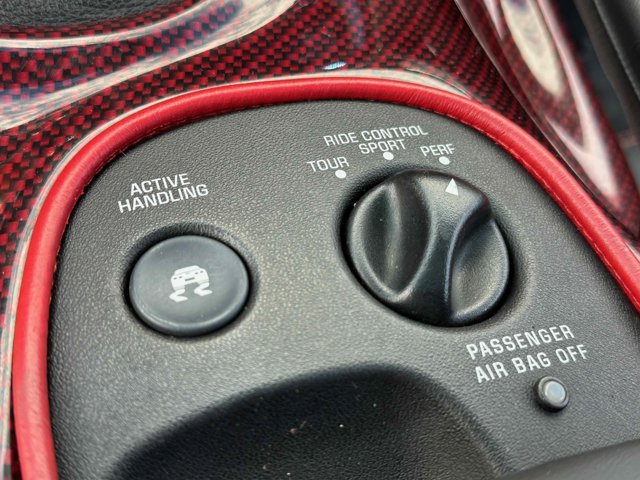 RIDE CONTROL
TOUR SPORT PERF
ACTIVE
HANDLING
PASSENGER
AIR BAG OFF